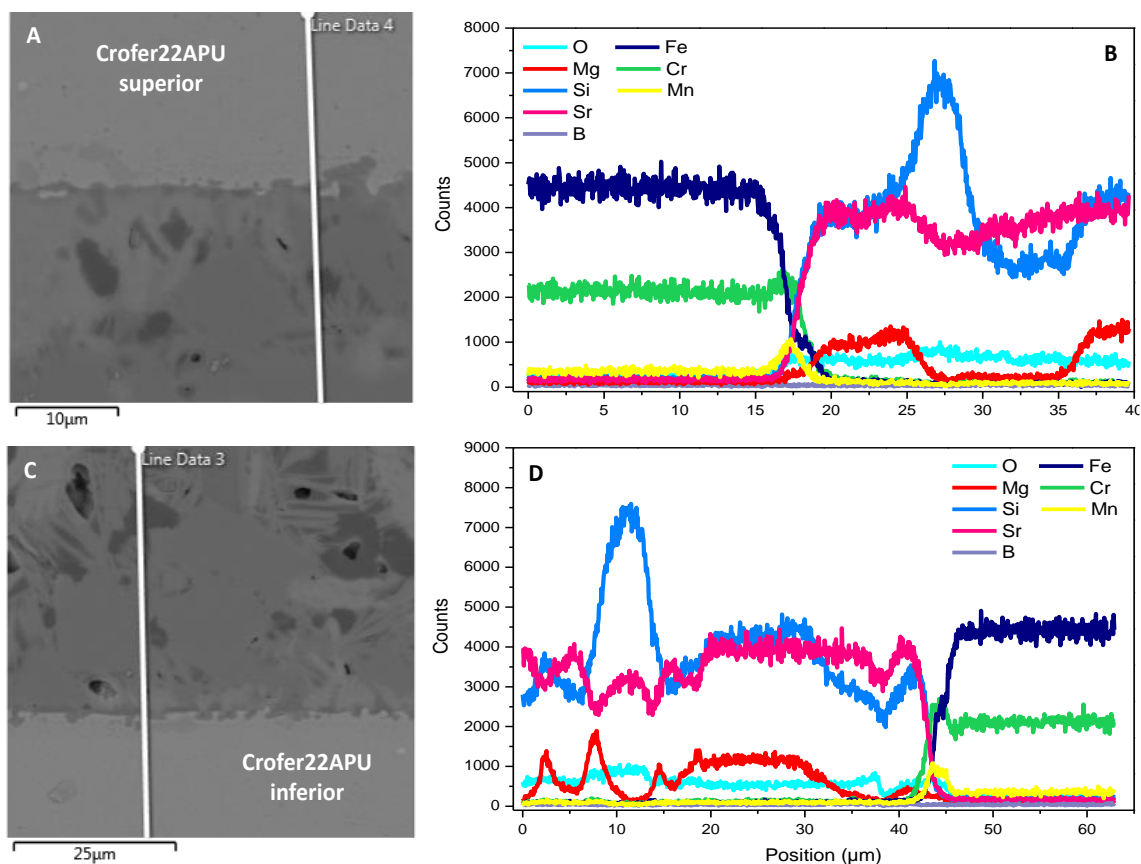 A
Line Data 4
Crofer22APU
superior
10µm
B
O
Fe
Mg
Cr
Si
Mn
Sr
B
8000
7000
6000
5000
4000
3000
2000
1000
0
Counts
0 5 10 15 20 25 30 35 40
C
Line Data 3
Crofer22APU
inferior
25µm
D
O
Fe
Mg
Cr
Si
Mn
Sr
B
9000
8000
7000
6000
5000
4000
3000
2000
1000
0
Counts
0 10 20 30 40 50 60
Position (µm)